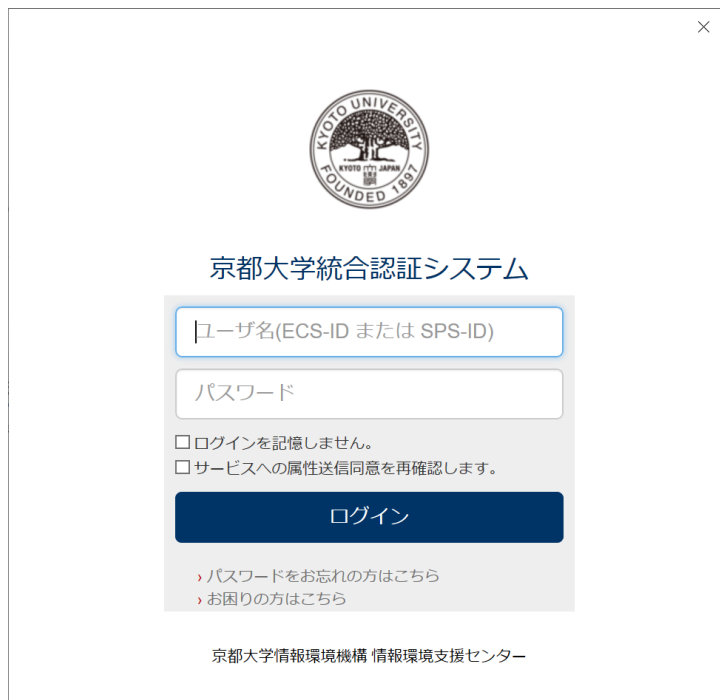 KYOTO UNIVERSITY
KYOTO JAPAN
FOUNDED 1897
京都大学統合認証システム
ユーザ名(ECS-ID または SPS-ID)
パスワード
ログインを記憶しません。
サービスへの属性送信同意を再確認します。
ログイン
› パスワードをお忘れの方はこちら
› お困りの方はこちら
京都大学情報環境機構 情報環境支援センター